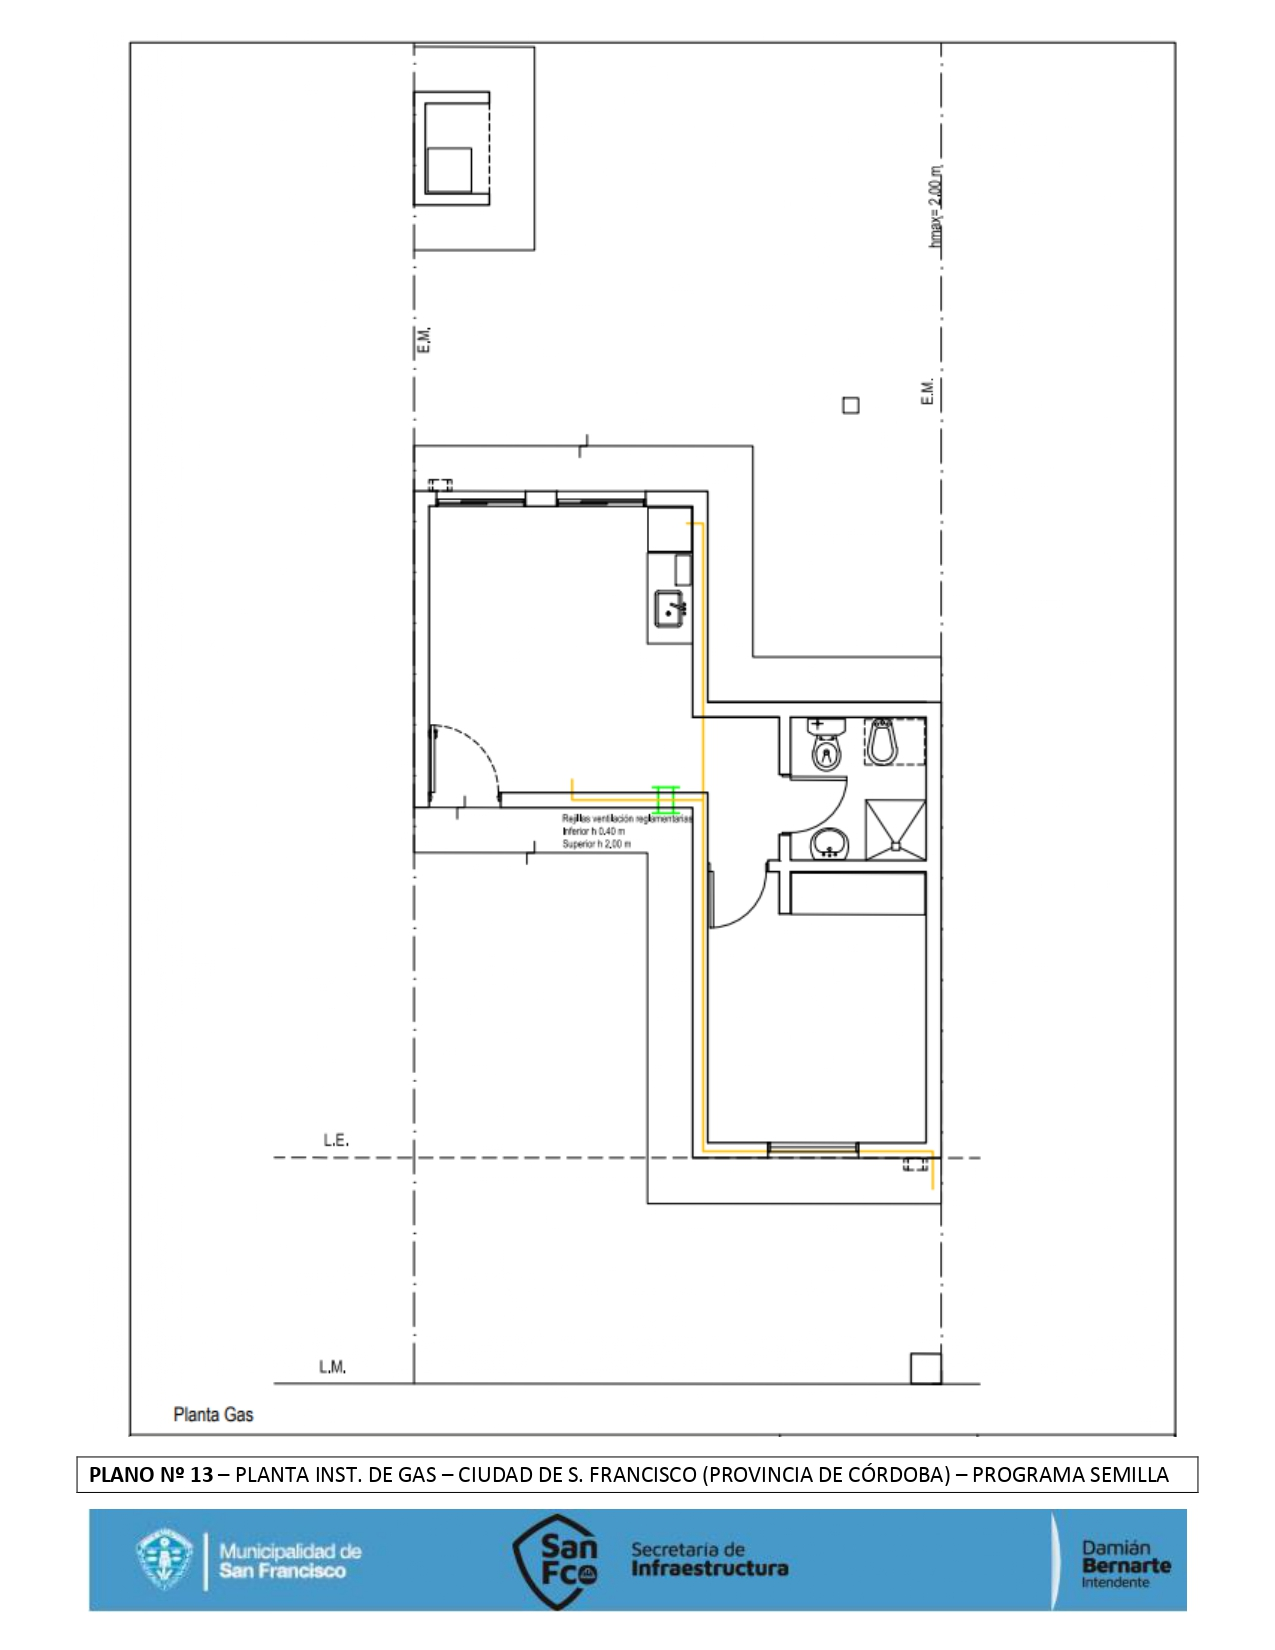 hmax= 2,00 m
E.M.
E.M.
Rejillas ventilación reglamentarias
Inferior h 0,40 m
Superior h 2,00 m
L.E.
L.M.
Planta Gas
PLANO Nº 13 – PLANTA INST. DE GAS – CIUDAD DE S. FRANCISCO (PROVINCIA DE CÓRDOBA) – PROGRAMA SEMILLA
Municipalidad de
San Francisco
San
Fco
Secretaría de
Infraestructura
Damián
Bernarte
Intendente